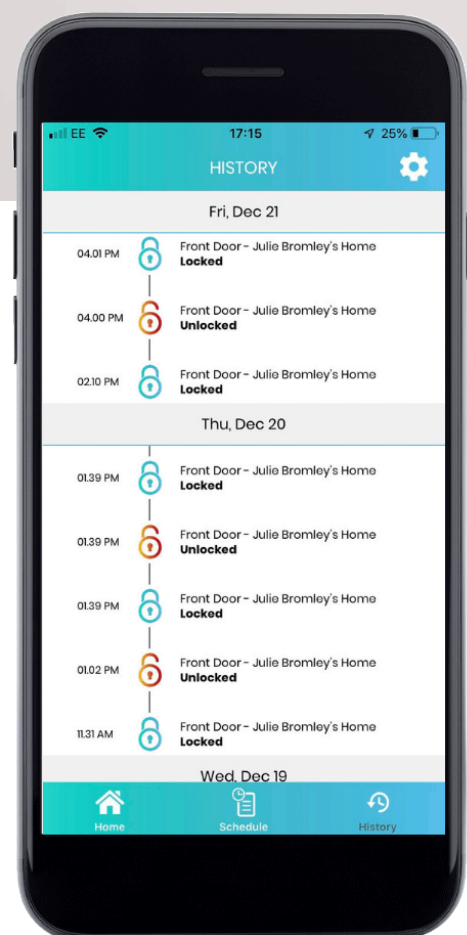 EE 17:15 25%
HISTORY
Fri, Dec 21
04.01 PM Front Door - Julie Bromley's Home
Locked
04.00 PM Front Door - Julie Bromley's Home
Unlocked
02.10 PM Front Door - Julie Bromley's Home
Locked
Thu, Dec 20
01.39 PM Front Door - Julie Bromley's Home
Locked
01.39 PM Front Door - Julie Bromley's Home
Unlocked
01.39 PM Front Door - Julie Bromley's Home
Locked
01.02 PM Front Door - Julie Bromley's Home
Unlocked
11.31 AM Front Door - Julie Bromley's Home
Locked
Wed, Dec 19
Home Schedule History